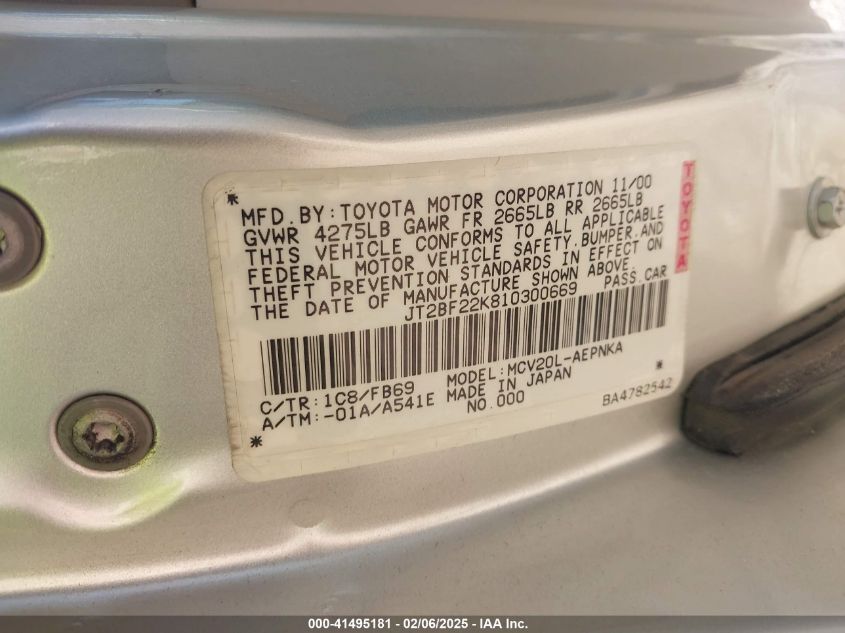 MFD.BY:TOYOTA MOTOR CORPORATION 11/00
GVWR 4275LB GAWR FR 2665LB RR 2665LB
THIS VEHICLE CONFORMS TO ALL APPLICABLE
FEDERAL MOTOR VEHICLE SAFETY.BUMPER.AND
THEFT PREVENTION STANDARDS IN EFFECT ON
THE DATE OF MANUFACTURE SHOWN ABOVE.
JT2BF22K810300669 PASS.CAR
C/TR:1C8/FB69 MODEL:MCV20L-AEPNKA
A/TM:-01A/A541E MADE IN JAPAN
NO.000 BA4782542
TOYOTA
000-41495181 - 02/06/2025 - IAA Inc.